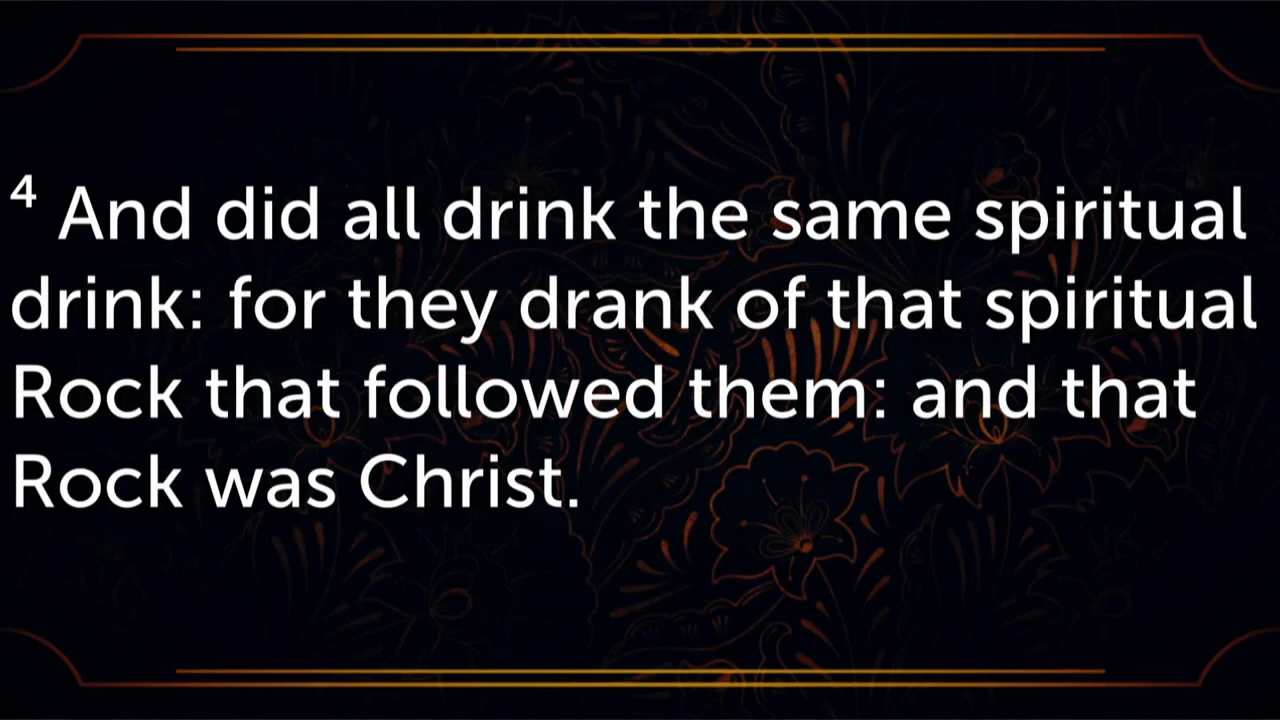 4 And did all drink the same spiritual
drink: for they drank of that spiritual
Rock that followed them: and that
Rock was Christ.